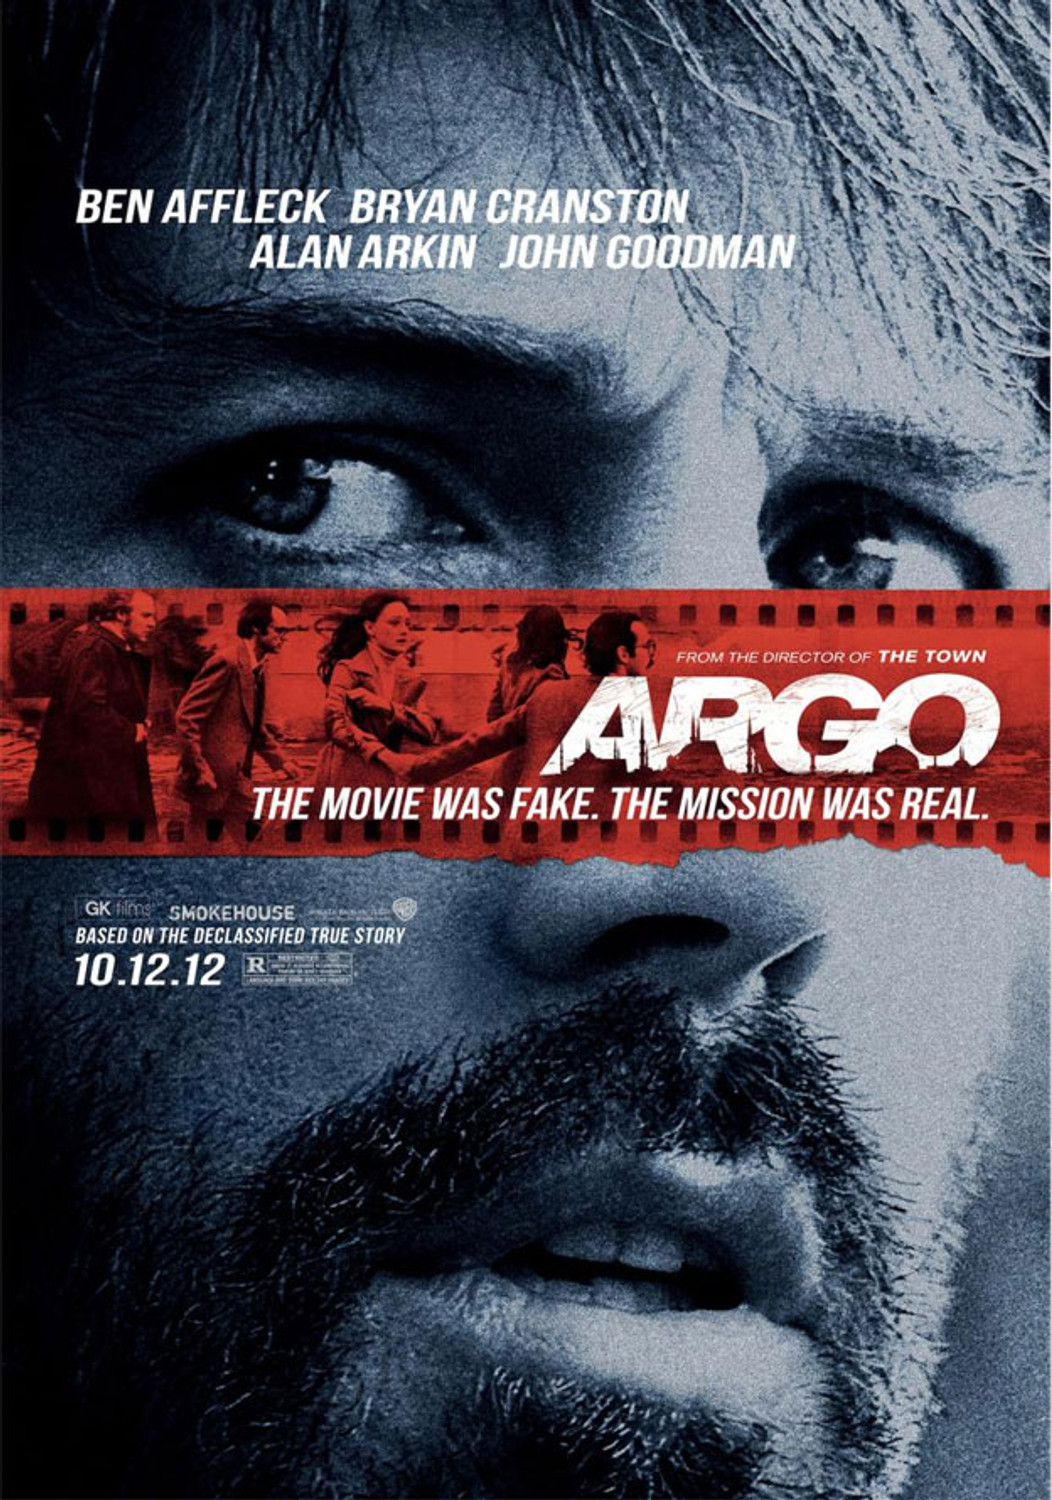 BEN AFFLECK BRYAN CRANSTON
ALAN ARKIN JOHN GOODMAN
FROM THE DIRECTOR OF THE TOWN
ARGO
THE MOVIE WAS FAKE. THE MISSION WAS REAL.
GK films SMOKEHOUSE
BASED ON THE DECLASSIFIED TRUE STORY
10.12.12 R RESTRICTED